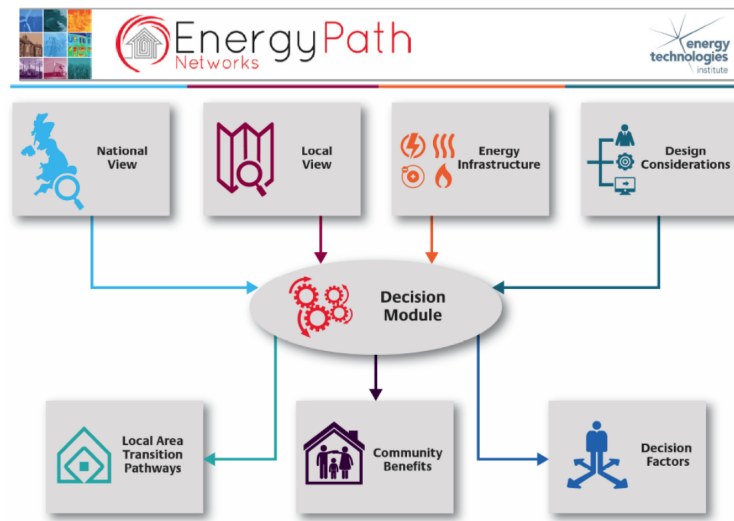 EnergyPath
Networks
energy
technologies
institute
National
View
Local
View
Energy
Infrastructure
Design
Considerations
Decision
Module
Local Area
Transition
Pathways
Community
Benefits
Decision
Factors